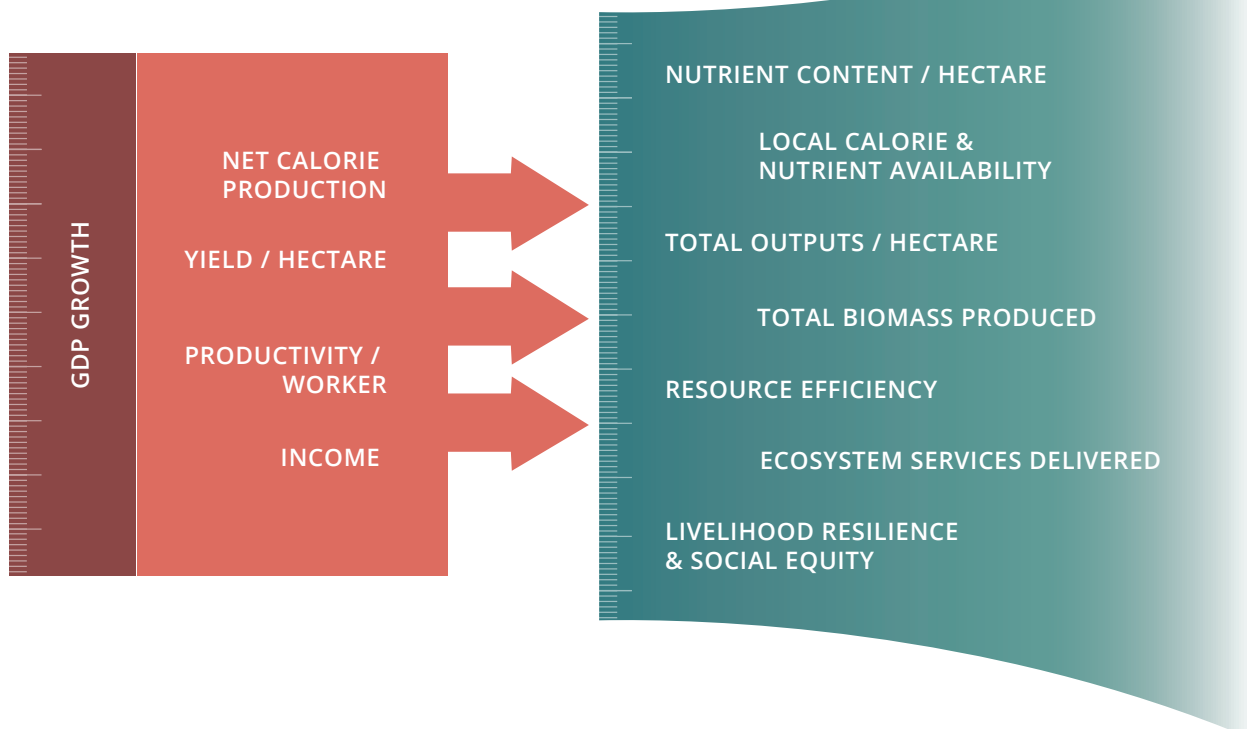 GDP GROWTH
NET CALORIE
PRODUCTION
YIELD / HECTARE
PRODUCTIVITY /
WORKER
INCOME
NUTRIENT CONTENT / HECTARE
LOCAL CALORIE &
NUTRIENT AVAILABILITY
TOTAL OUTPUTS / HECTARE
TOTAL BIOMASS PRODUCED
RESOURCE EFFICIENCY
ECOSYSTEM SERVICES DELIVERED
LIVELIHOOD RESILIENCE
& SOCIAL EQUITY